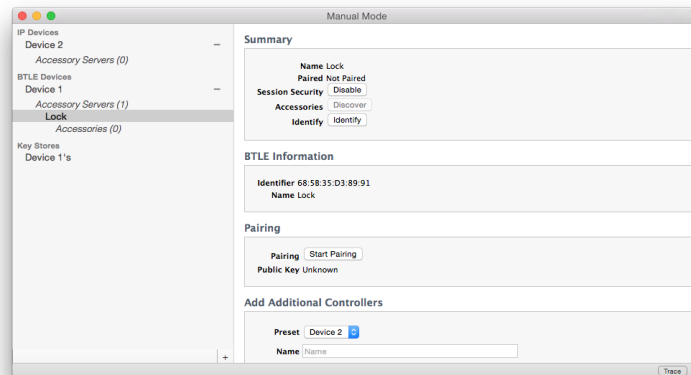 Manual Mode
IP Devices
Device 2
Accessory Servers (0)
BTLE Devices
Device 1
Accessory Servers (1)
Lock
Accessories (0)
Key Stores
Device 1's
+
Summary
Name Lock
Paired Not Paired
Session Security Disable
Accessories Discover
Identify Identify
BTLE Information
Identifier 68:5B:35:D3:89:91
Name Lock
Pairing
Pairing Start Pairing
Public Key Unknown
Add Additional Controllers
Preset Device 2
Name Name
Trace